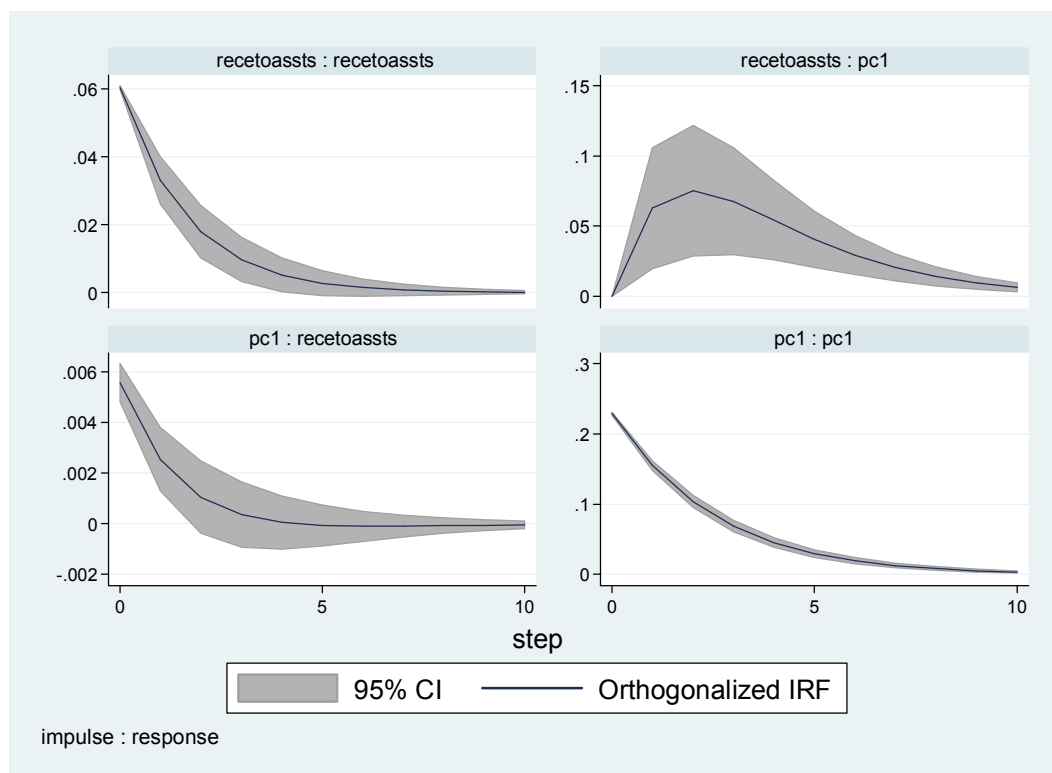 recetoassts : recetoassts
recetoassts : pc1
.06
.04
.02
0
.15
.1
.05
0
pc1 : recetoassts
pc1 : pc1
.006
.004
.002
0
-.002
.3
.2
.1
0
0 5 10
0 5 10
step
95% CI Orthogonalized IRF
impulse : response